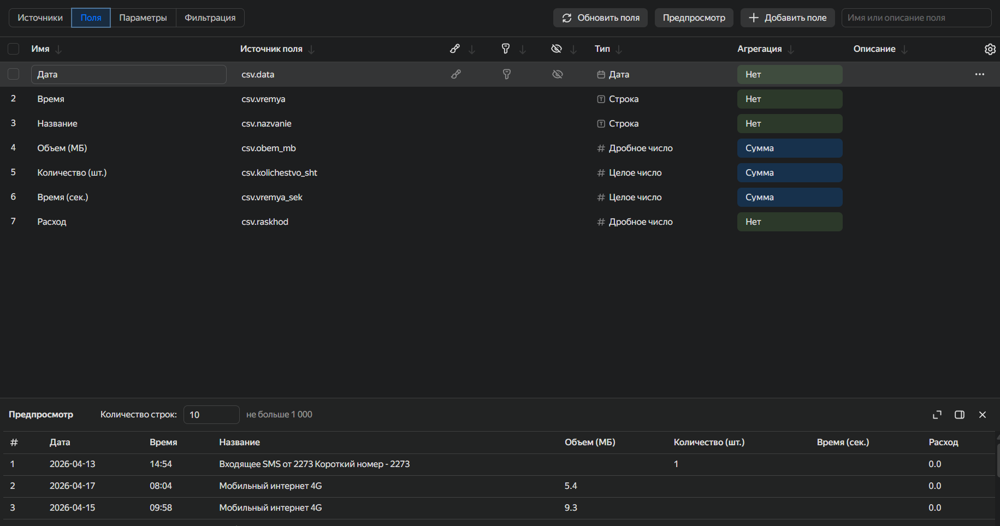 Источники Поля Параметры Фильтрация Обновить поля Предпросмотр Добавить поле Имя или описание поля
Имя Источник поля Тип Агрегация Описание
Дата csv.data Дата Нет
2 Время csv.vremya Строка Нет
3 Название csv.nazvanie Строка Нет
4 Объем (МБ) csv.obem_mb Дробное число Сумма
5 Количество (шт.) csv.kolichestvo_sht Целое число Сумма
6 Время (сек.) csv.vremya_sek Целое число Сумма
7 Расход csv.raskhod Дробное число Нет
Предпросмотр Количество строк: 10 не больше 1 000
# Дата Время Название Объем (МБ) Количество (шт.) Время (сек.) Расход
1 2026-04-13 14:54 Входящее SMS от 2273 Короткий номер - 2273 1 0.0
2 2026-04-17 08:04 Мобильный интернет 4G 5.4 0.0
3 2026-04-15 09:58 Мобильный интернет 4G 9.3 0.0